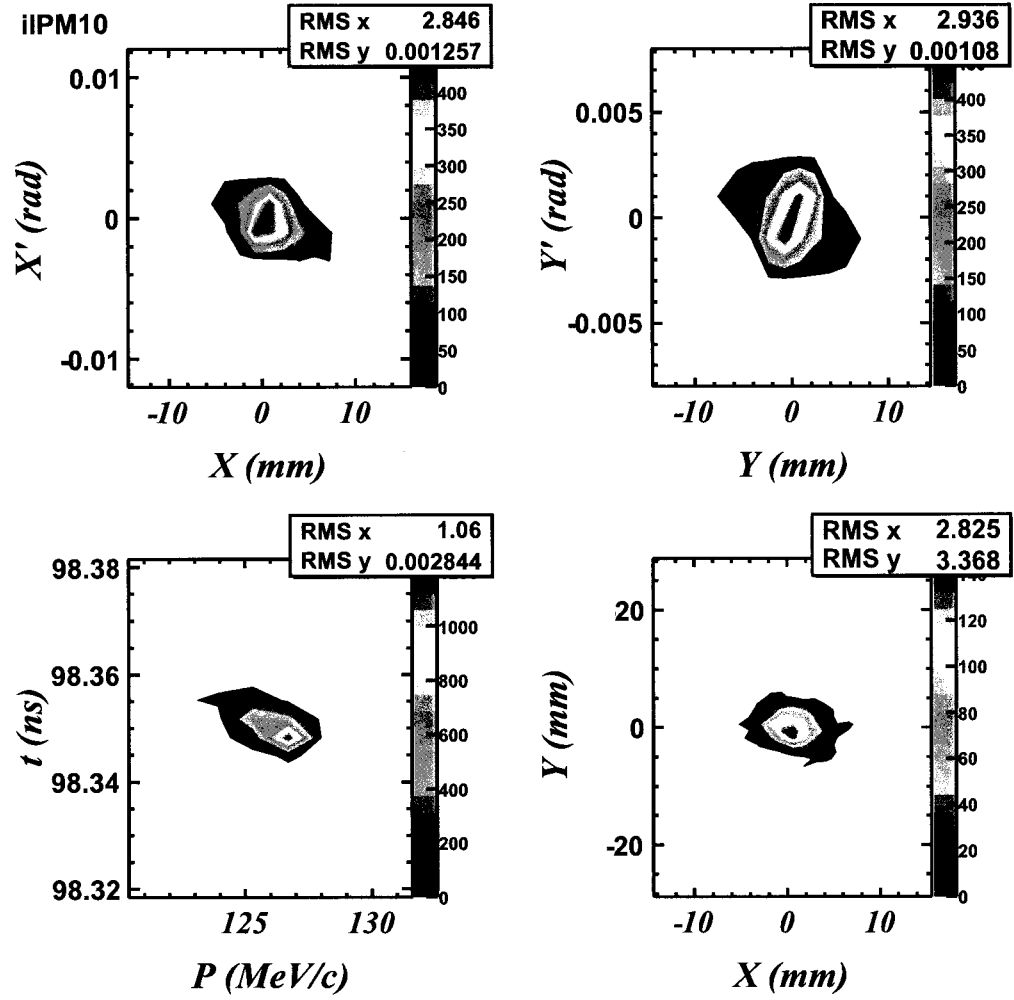 iIPM10
RMS x 2.846
RMS y 0.001257
0.01
0
-0.01
X' (rad)
-10 0 10
X (mm)
400
350
300
250
200
150
100
50
0
RMS x 2.936
RMS y 0.00108
0.005
0
-0.005
Y' (rad)
-10 0 10
Y (mm)
400
350
300
250
200
150
100
50
0
RMS x 1.06
RMS y 0.002844
98.38
98.36
98.34
98.32
t (ns)
125 130
P (MeV/c)
1000
800
600
400
200
0
RMS x 2.825
RMS y 3.368
20
0
-20
Y (mm)
-10 0 10
X (mm)
120
100
80
60
40
20
0